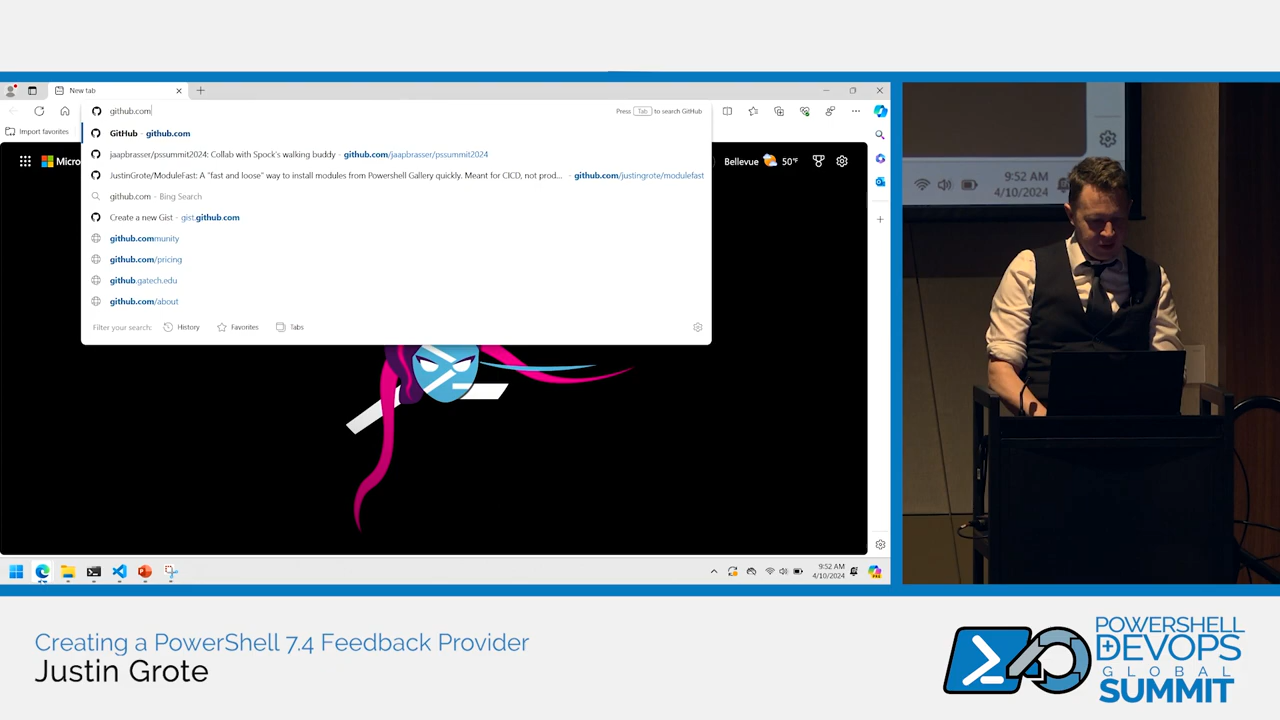 New tab
github.com
Press Tab to search GitHub
Import favorites
GitHub - github.com
jaapbrasser/pssummit2024: Collab with Spock's walking buddy - github.com/jaapbrasser/pssummit2024
JustinGrote/ModuleFast: A "fast and loose" way to install modules from Powershell Gallery quickly. Meant for CICD, not prod... - github.com/justingrote/modulefast
Micro
Bellevue 50°F
github.com - Bing Search
Create a new Gist - gist.github.com
github.community
github.com/pricing
github.gatech.edu
github.com/about
Filter your search: History Favorites Tabs
9:52 AM
4/10/2024
9:52 AM
4/10/2024
Creating a PowerShell 7.4 Feedback Provider
Justin Grote
POWERSHELL
DEVOPS
GLOBAL
SUMMIT